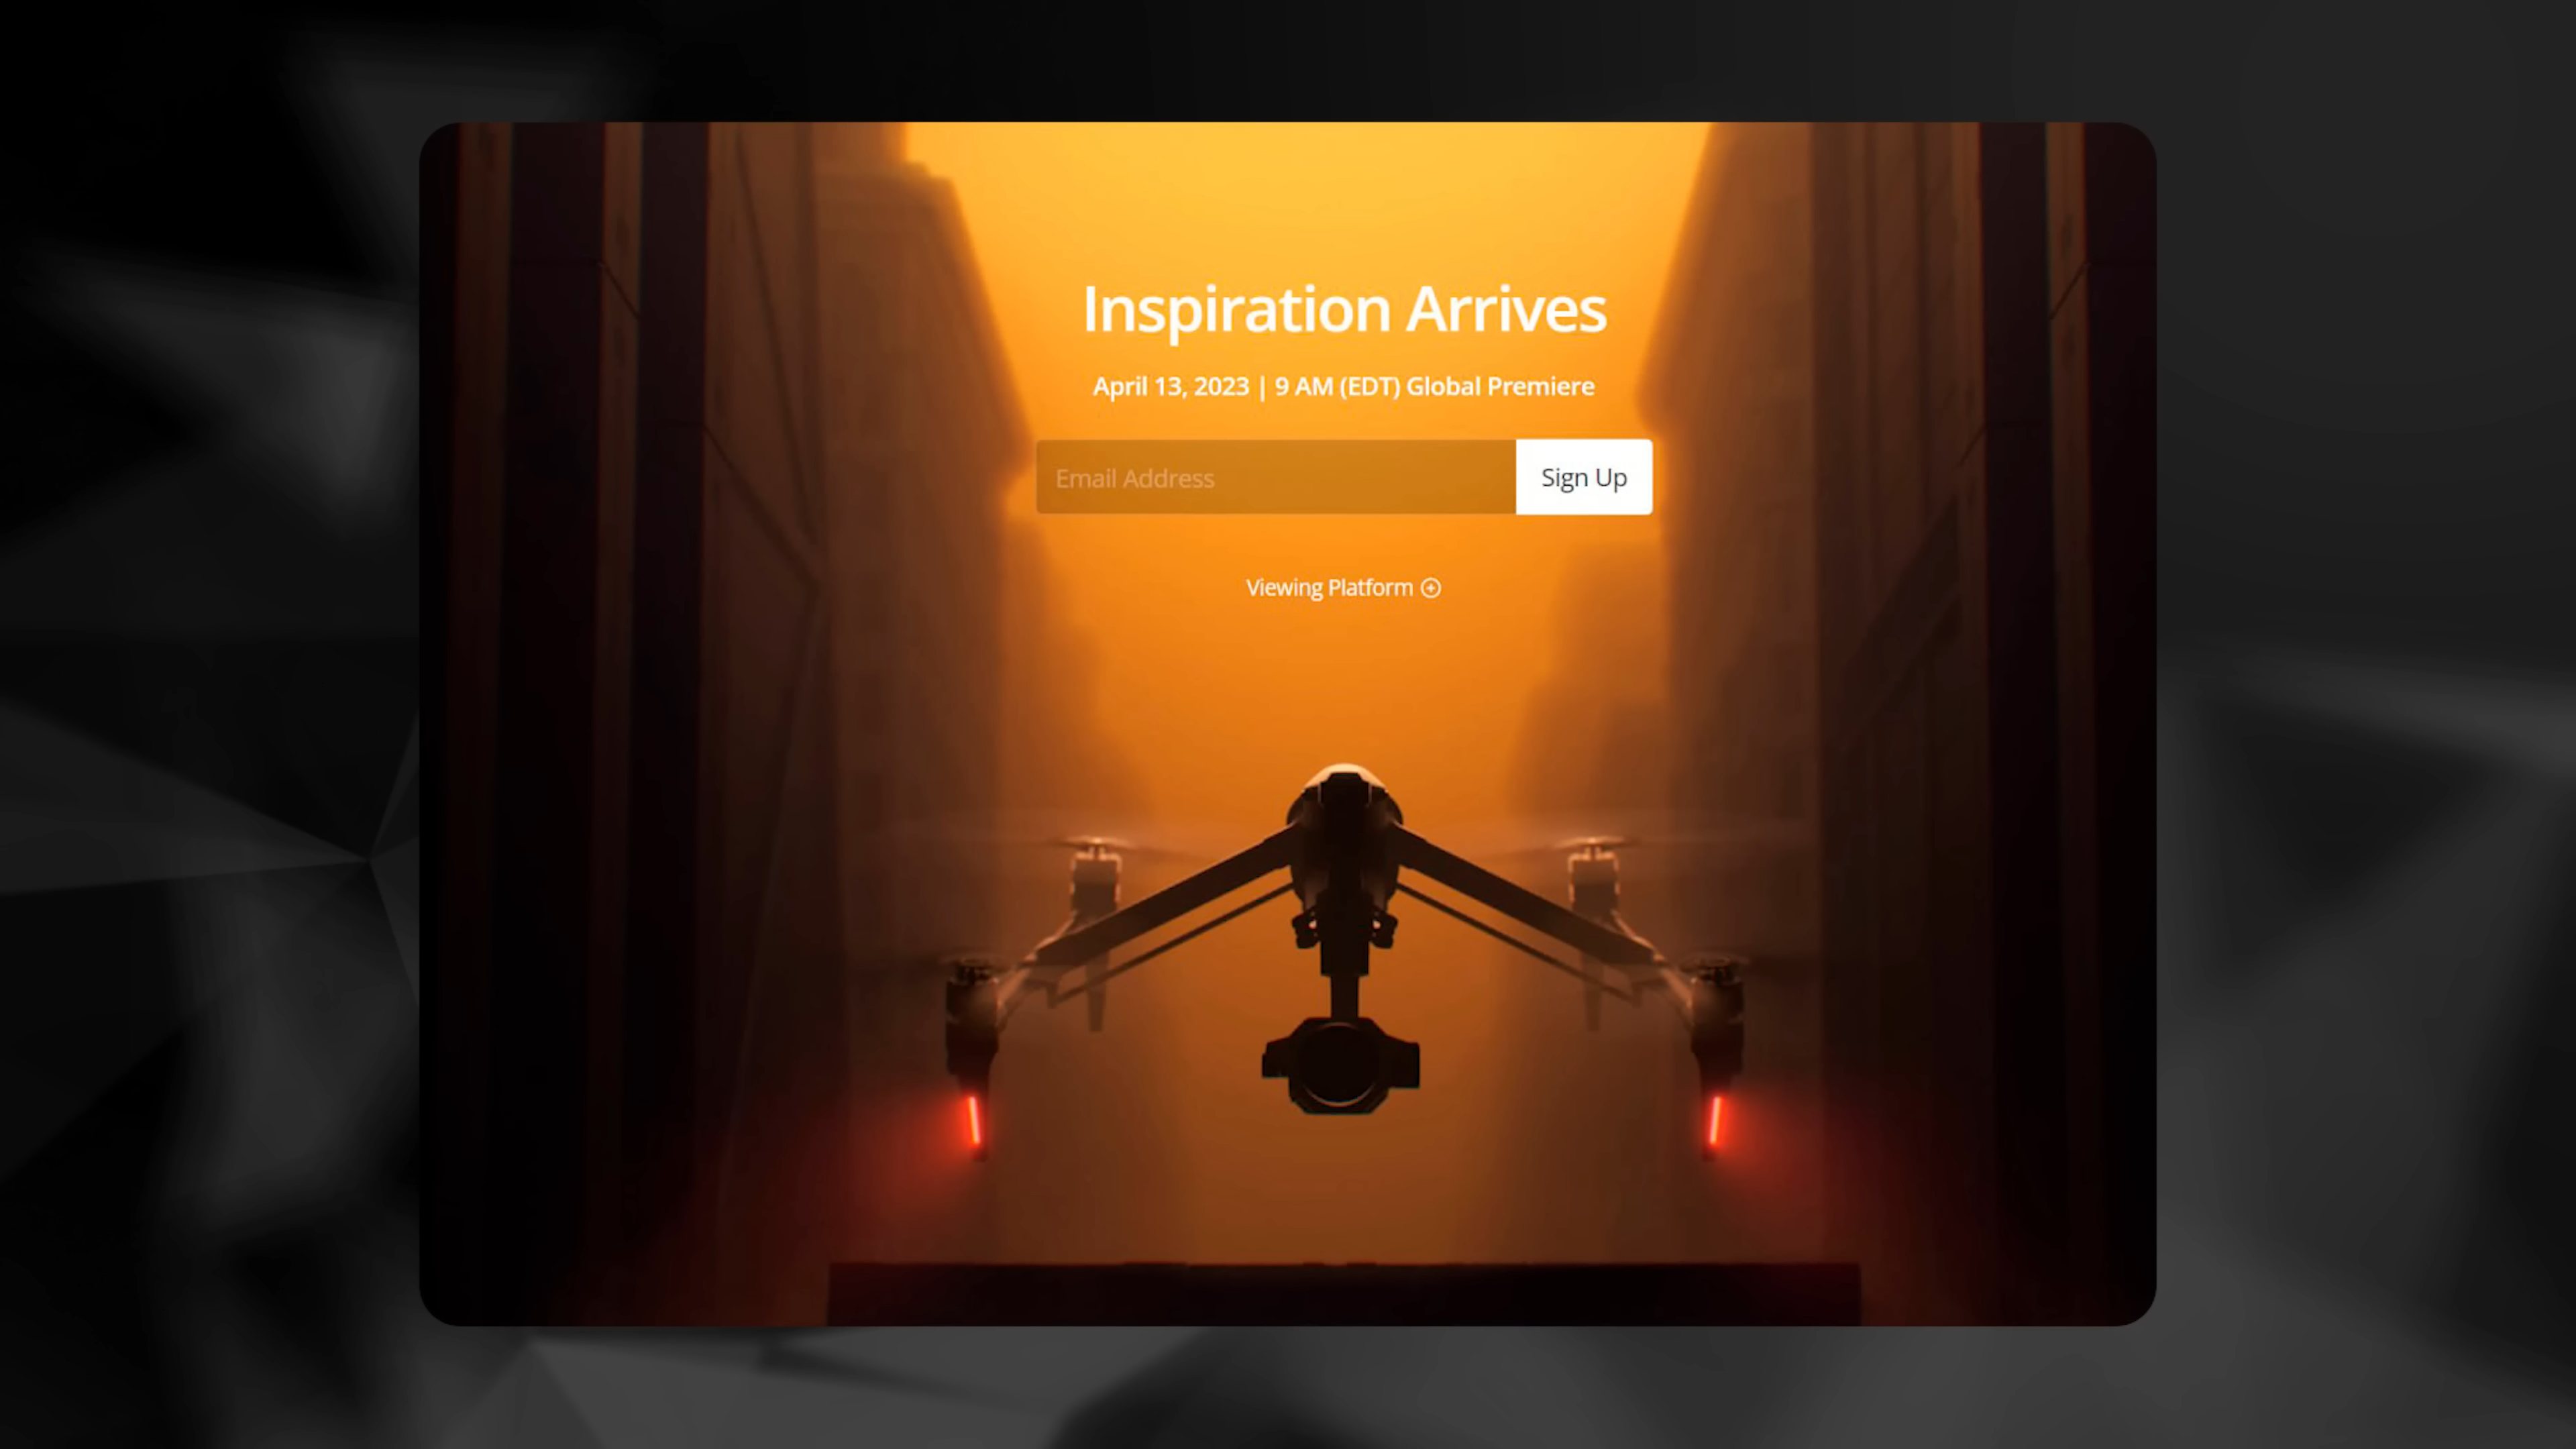 Inspiration Arrives
April 13, 2023 | 9 AM (EDT) Global Premiere
Email Address
Sign Up
Viewing Platform